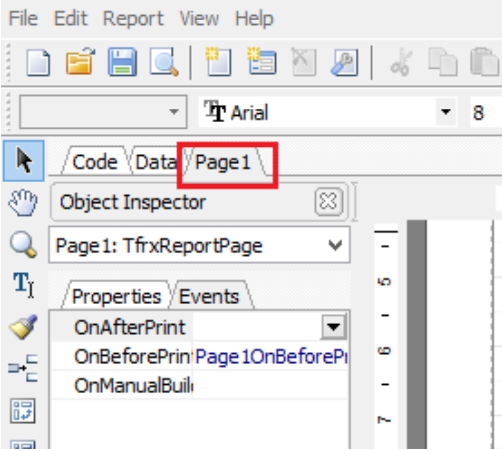 File Edit Report View Help
Arial 8
Code Data Page1
Object Inspector
Page1: TfrxReportPage
Properties Events
OnAfterPrint
OnBeforePrin Page1OnBeforePr
OnManualBuil
5
6
7